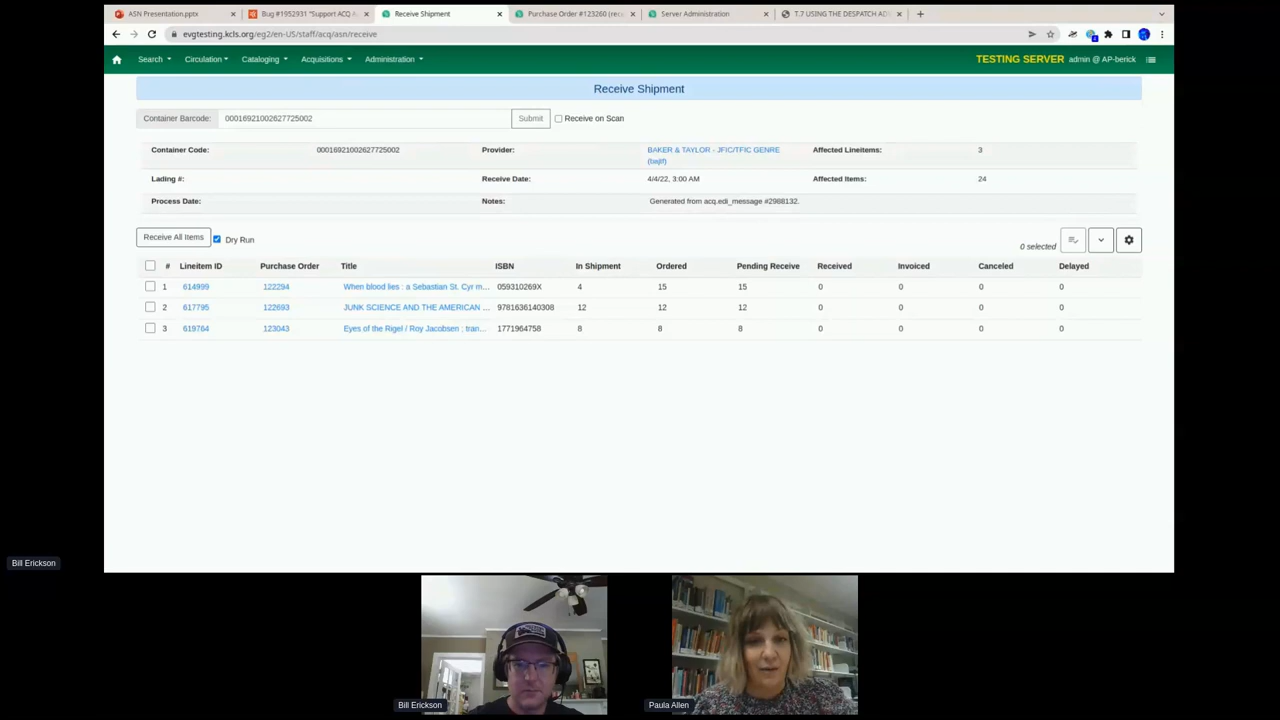 ASN Presentation.pptx
Bug #1952931 "Support ACQ A
Receive Shipment
Purchase Order #123260 (rec
Server Administration
T.7 USING THE DESPATCH AD
evgtesting.kcls.org/eg2/en-US/staff/acq/asn/receive
Search Circulation Cataloging Acquisitions Administration TESTING SERVER admin @ AP-berick
Receive Shipment
Container Barcode: 00016921002627725002 Submit Receive on Scan
Container Code: 00016921002627725002 Provider: BAKER & TAYLOR - JFIC/TFIC GENRE Affected Lineitems: 3
Lading #: Receive Date: 4/4/22, 3:00 AM Affected Items: 24
Process Date: Notes: Generated from acq.edi_message #2988132.
Receive All Items Dry Run 0 selected
# Lineitem ID Purchase Order Title ISBN In Shipment Ordered Pending Receive Received Invoiced Canceled Delayed
1 614999 122294 When blood lies : a Sebastian St. Cyr m... 059310269X 4 15 15 0 0 0 0
2 617795 122693 JUNK SCIENCE AND THE AMERICAN ... 9781636140308 12 12 12 0 0 0 0
3 619764 123043 Eyes of the Rigel / Roy Jacobsen ; tran... 1771964758 8 8 8 0 0 0 0
Bill Erickson
Bill Erickson
Paula Allen